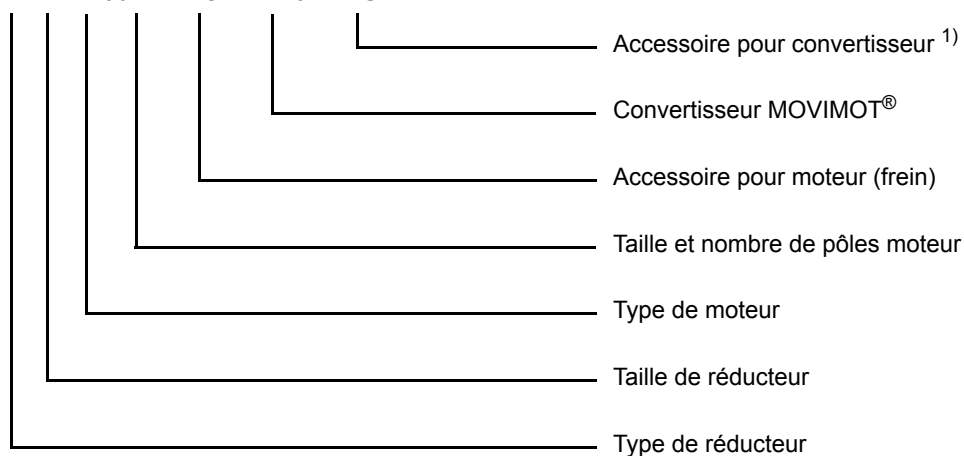 Accessoire pour convertisseur 1)
Convertisseur MOVIMOT®
Accessoire pour moteur (frein)
Taille et nombre de pôles moteur
Type de moteur
Taille de réducteur
Type de réducteur